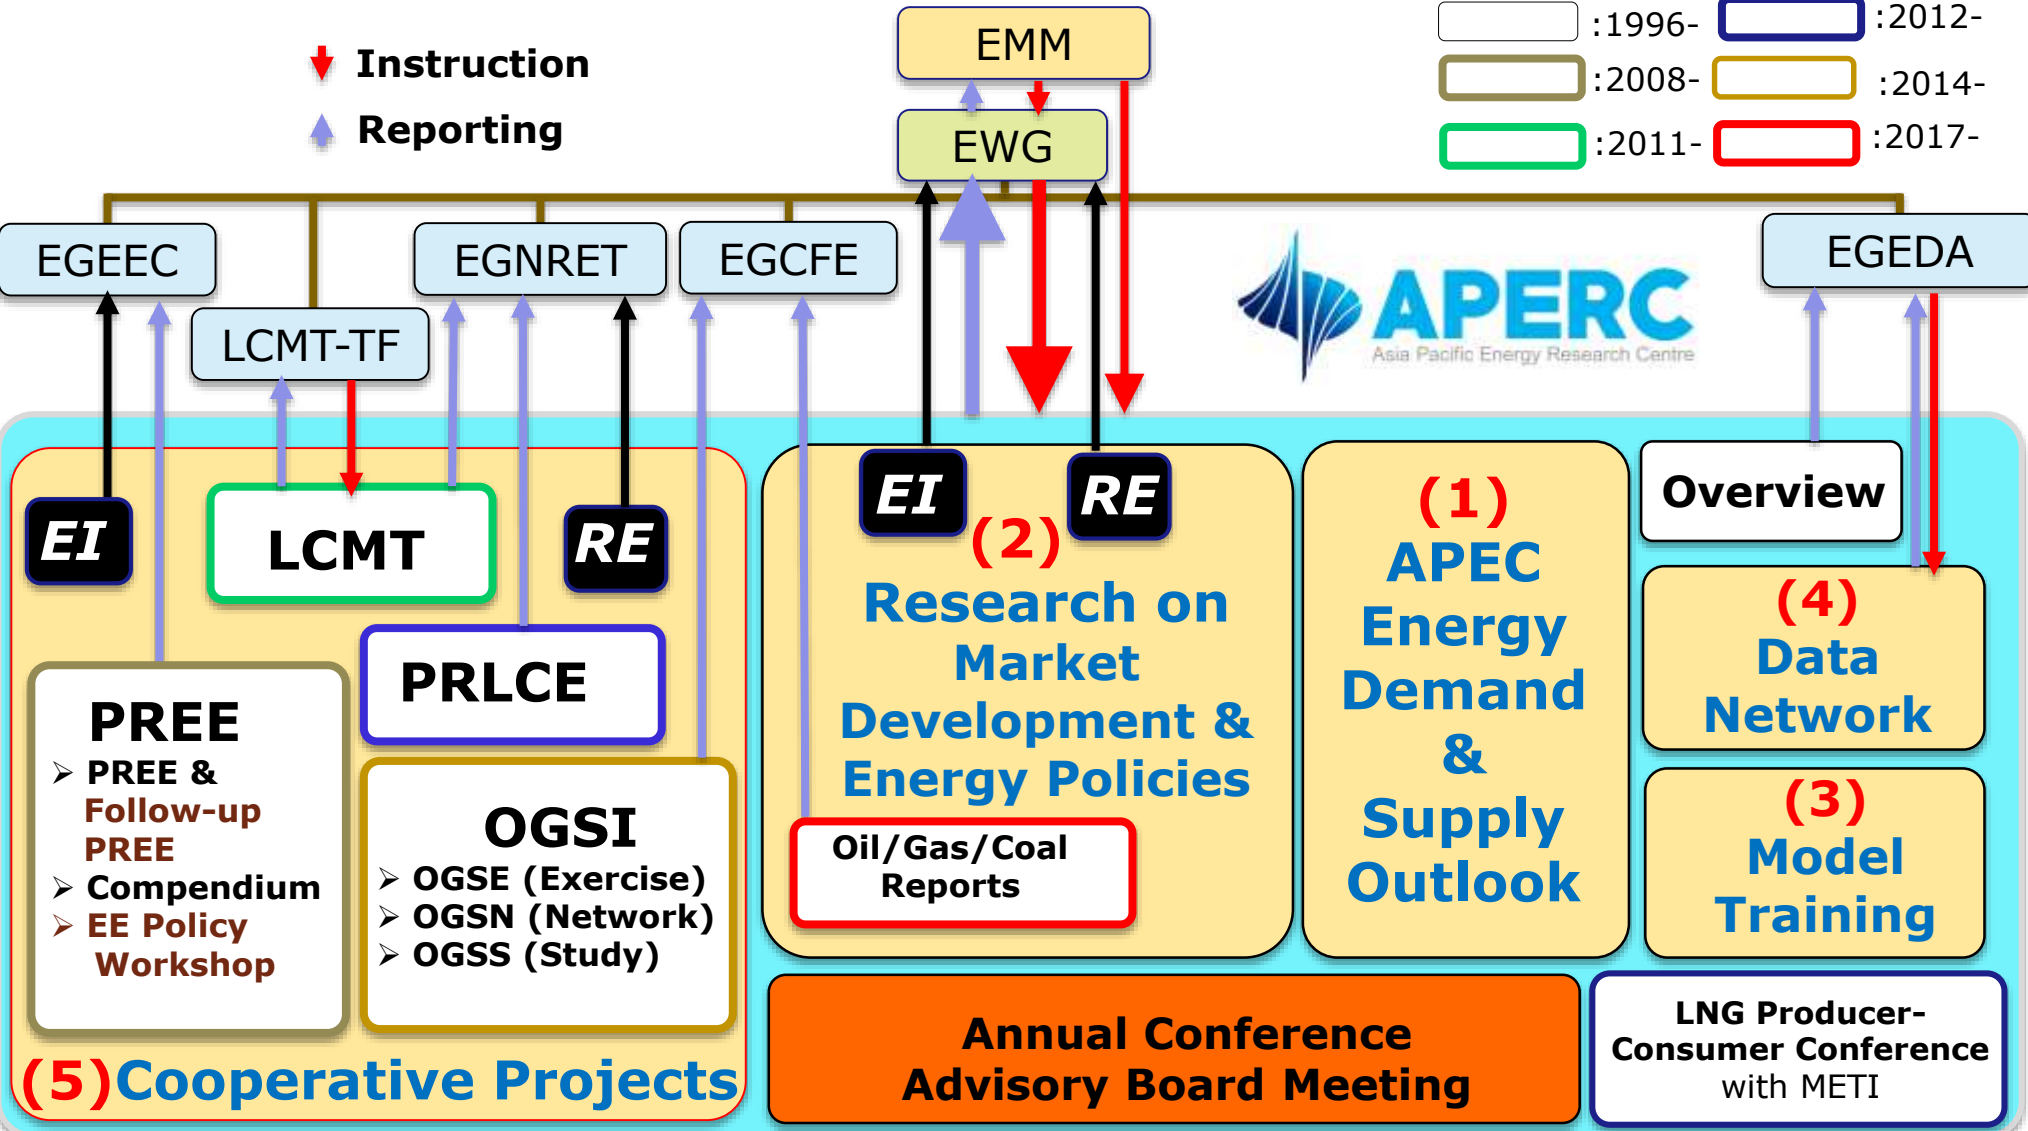 Instruction
Reporting
EMM
EWG
:1996-
:2012-
:2008-
:2014-
:2011-
:2017-
EGEEC
LCMT-TF
EGNRET
EGCFE
EGEDA
APERC
Asia Pacific Energy Research Centre
EI
LCMT
RE
PRLCE
PREE
➢ PREE &
Follow-up
PREE
➢ Compendium
➢ EE Policy
Workshop
OGSI
➢ OGSE (Exercise)
➢ OGSN (Network)
➢ OGSS (Study)
(5)Cooperative Projects
EI
RE
(2)
Research on
Market
Development &
Energy Policies
Oil/Gas/Coal
Reports
(1)
APEC
Energy
Demand
&
Supply
Outlook
Overview
(4)
Data
Network
(3)
Model
Training
Annual Conference
Advisory Board Meeting
LNG Producer-
Consumer Conference
with METI